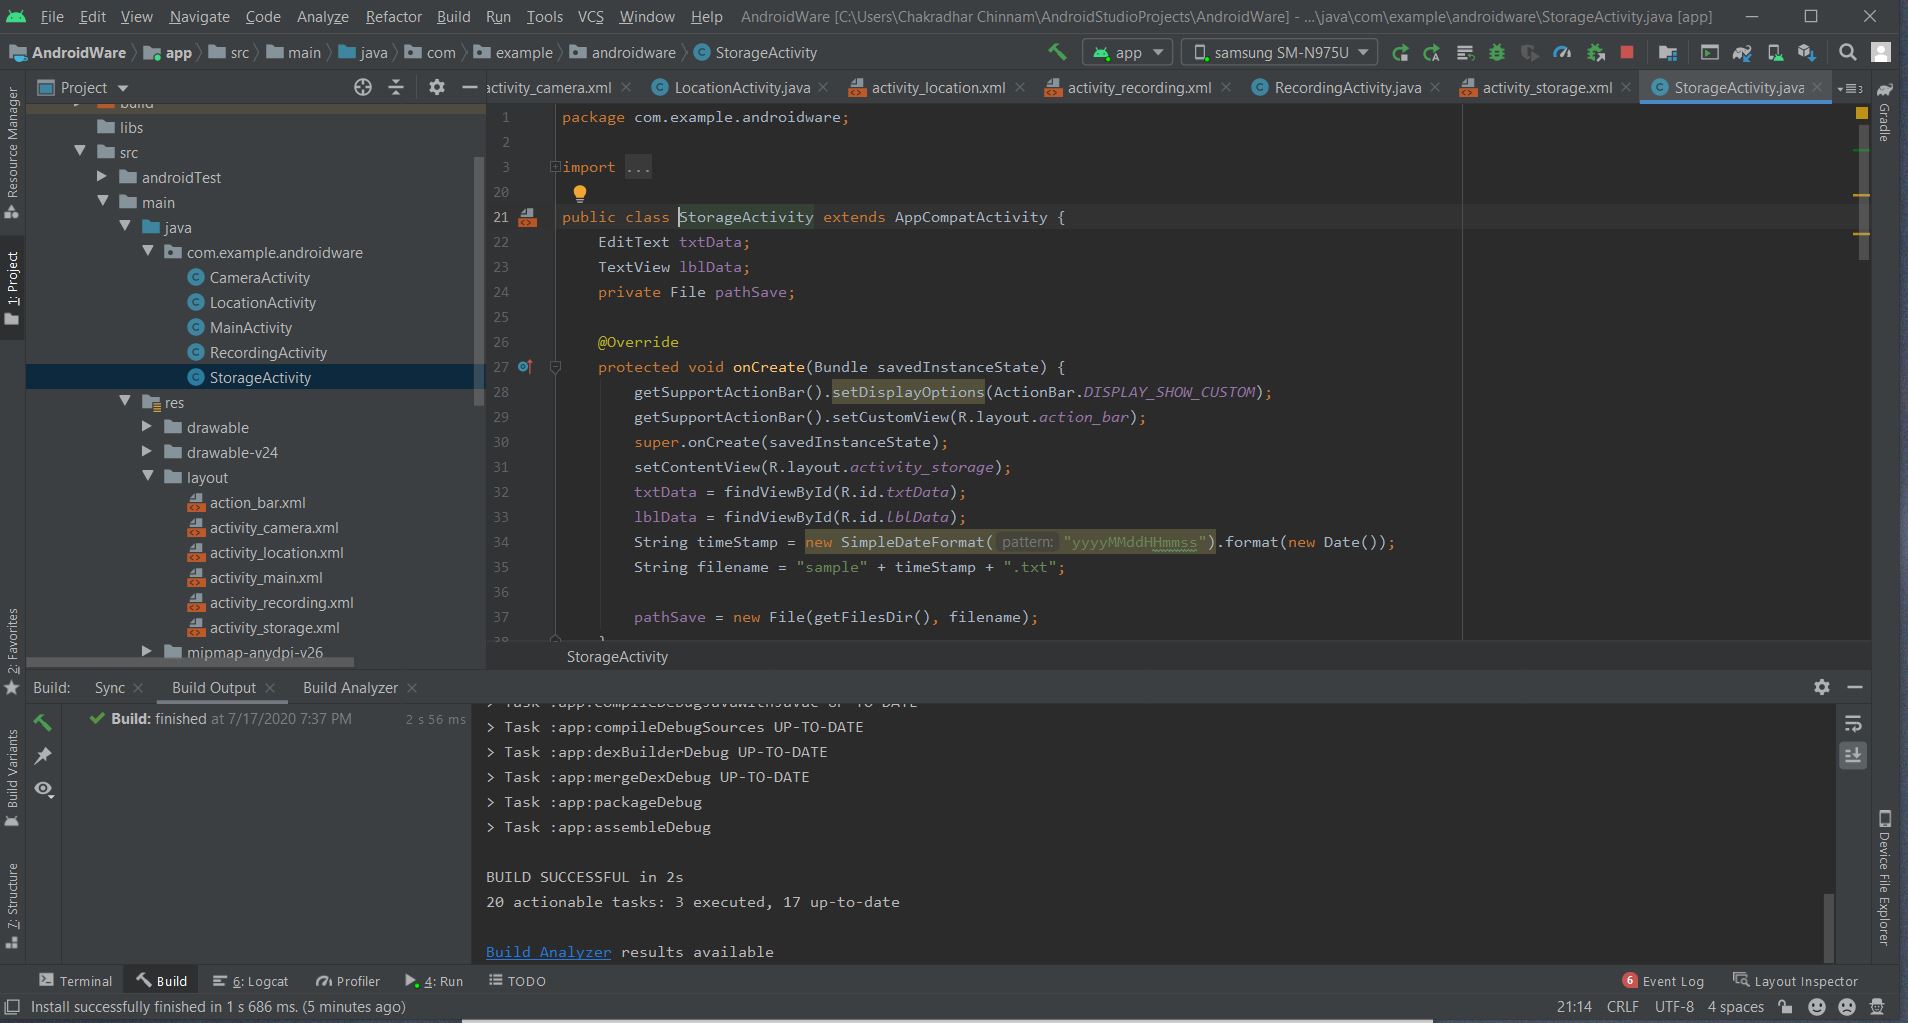 File Edit View Navigate Code Analyze Refactor Build Run Tools VCS Window Help AndroidWare [C:\Users\Chakradhar Chinnam\AndroidStudioProjects\AndroidWare] - ...\java\com\example\androidware\StorageActivity.java [app]
AndroidWare app src main java com example androidware StorageActivity app samsung SM-N975U
Project
activity_camera.xml LocationActivity.java activity_location.xml activity_recording.xml RecordingActivity.java activity_storage.xml StorageActivity.java 3
Resource Manager
1: Project
2: Favorites
Build Variants
7: Structure
Gradle
Device File Explorer
build
libs
src
androidTest
main
java
com.example.androidware
CameraActivity
LocationActivity
MainActivity
RecordingActivity
StorageActivity
res
drawable
drawable-v24
layout
action_bar.xml
activity_camera.xml
activity_location.xml
activity_main.xml
activity_recording.xml
activity_storage.xml
mipmap-anydpi-v26
1 package com.example.androidware;
2
3 import ...
20
21 public class StorageActivity extends AppCompatActivity {
22 EditText txtData;
23 TextView lblData;
24 private File pathSave;
25
26 @Override
27 protected void onCreate(Bundle savedInstanceState) {
28 getSupportActionBar().setDisplayOptions(ActionBar.DISPLAY_SHOW_CUSTOM);
29 getSupportActionBar().setCustomView(R.layout.action_bar);
30 super.onCreate(savedInstanceState);
31 setContentView(R.layout.activity_storage);
32 txtData = findViewById(R.id.txtData);
33 lblData = findViewById(R.id.lblData);
34 String timeStamp = new SimpleDateFormat( pattern: "yyyyMMddHHmmss").format(new Date());
35 String filename = "sample" + timeStamp + ".txt";
36
37 pathSave = new File(getFilesDir(), filename);
38 }
StorageActivity
Build: Sync Build Output Build Analyzer
Build: finished at 7/17/2020 7:37 PM 2 s 56 ms
> Task :app:compileDebugJavaWithJavac UP-TO-DATE
> Task :app:compileDebugSources UP-TO-DATE
> Task :app:dexBuilderDebug UP-TO-DATE
> Task :app:mergeDexDebug UP-TO-DATE
> Task :app:packageDebug
> Task :app:assembleDebug
BUILD SUCCESSFUL in 2s
20 actionable tasks: 3 executed, 17 up-to-date
Build Analyzer results available
Terminal Build 6: Logcat Profiler 4: Run TODO 6 Event Log Layout Inspector
Install successfully finished in 1 s 686 ms. (5 minutes ago) 21:14 CRLF UTF-8 4 spaces